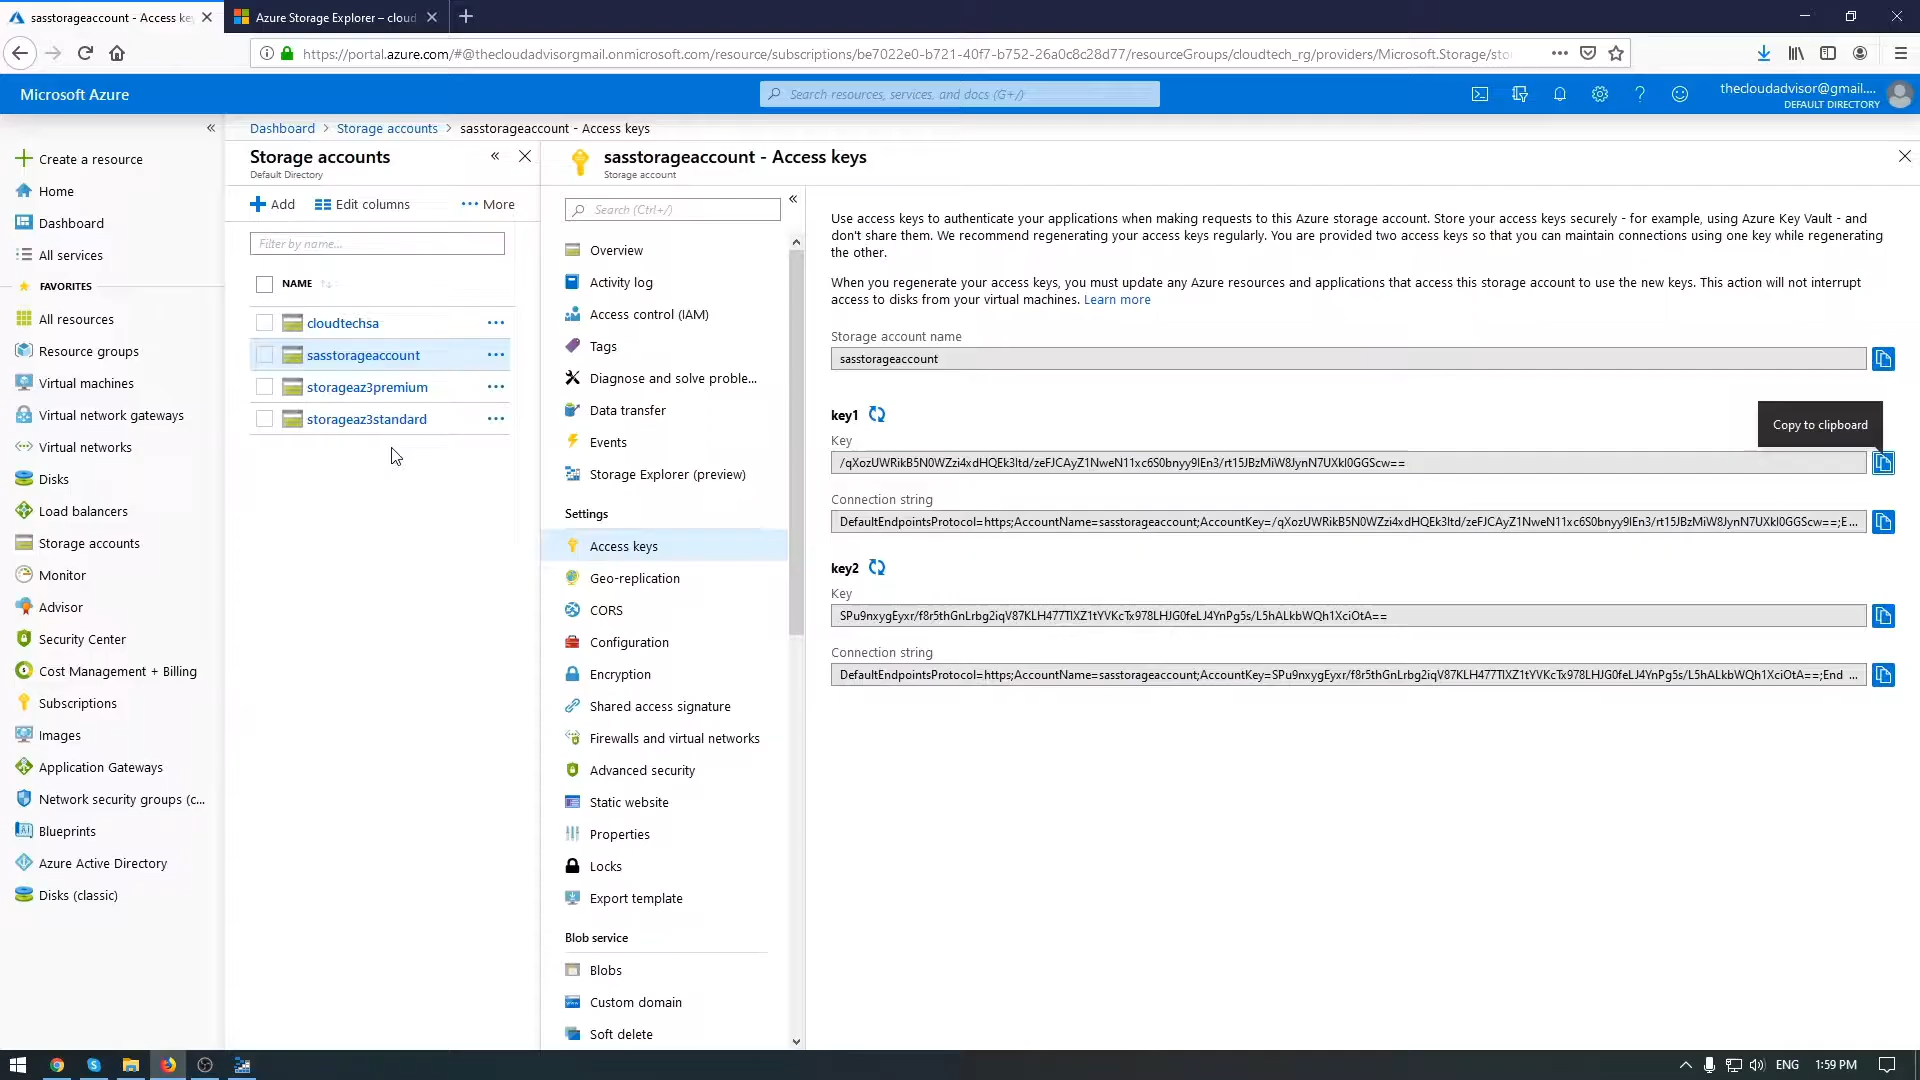 sasstorageaccount - Access key
Azure Storage Explorer – cloud
https://portal.azure.com/#@thecloudadvisorgmail.onmicrosoft.com/resource/subscriptions/be7022e0-b721-40f7-b752-26a0c8c28d77/resourceGroups/cloudtech_rg/providers/Microsoft.Storage/sto
Microsoft Azure
Search resources, services, and docs (G+/)
thecloudadvisor@gmail....
DEFAULT DIRECTORY
Create a resource
Home
Dashboard
All services
FAVORITES
All resources
Resource groups
Virtual machines
Virtual network gateways
Virtual networks
Disks
Load balancers
Storage accounts
Monitor
Advisor
Security Center
Cost Management + Billing
Subscriptions
Images
Application Gateways
Network security groups (c...
Blueprints
Azure Active Directory
Disks (classic)
Dashboard > Storage accounts > sasstorageaccount - Access keys
Storage accounts
Default Directory
Add Edit columns More
Filter by name...
NAME
cloudtechsa
sasstorageaccount
storageaz3premium
storageaz3standard
sasstorageaccount - Access keys
Storage account
Search (Ctrl+/)
Overview
Activity log
Access control (IAM)
Tags
Diagnose and solve proble...
Data transfer
Events
Storage Explorer (preview)
Settings
Access keys
Geo-replication
CORS
Configuration
Encryption
Shared access signature
Firewalls and virtual networks
Advanced security
Static website
Properties
Locks
Export template
Blob service
Blobs
Custom domain
Soft delete
Use access keys to authenticate your applications when making requests to this Azure storage account. Store your access keys securely - for example, using Azure Key Vault - and
don't share them. We recommend regenerating your access keys regularly. You are provided two access keys so that you can maintain connections using one key while regenerating
the other.
When you regenerate your access keys, you must update any Azure resources and applications that access this storage account to use the new keys. This action will not interrupt
access to disks from your virtual machines. Learn more
Storage account name
sasstorageaccount
key1
Copy to clipboard
Key
Connection string
DefaultEndpointsProtocol=https;AccountName=sasstorageaccount;
key2
Key
Connection string
DefaultEndpointsProtocol=https;AccountName=sasstorageaccount;
ENG
1:59 PM